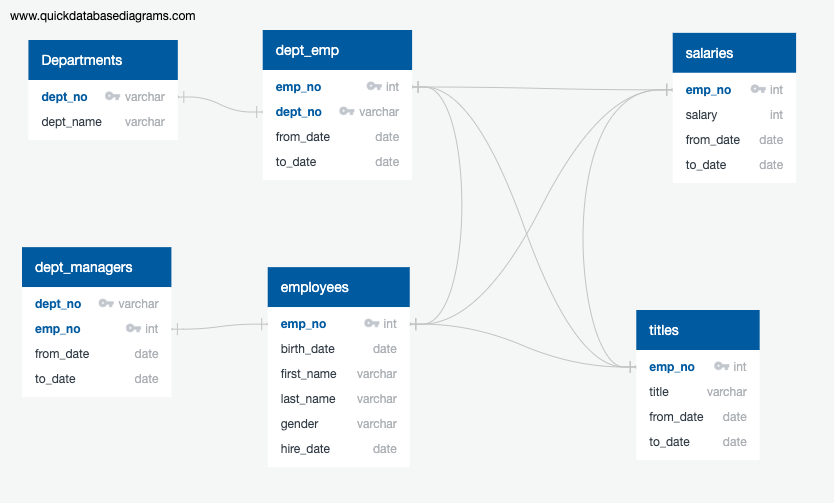 www.quickdatabasediagrams.com
Departments
dept_no varchar
dept_name varchar
dept_emp
emp_no int
dept_no varchar
from_date date
to_date date
salaries
emp_no int
salary int
from_date date
to_date date
dept_managers
dept_no varchar
emp_no int
from_date date
to_date date
employees
emp_no int
birth_date date
first_name varchar
last_name varchar
gender varchar
hire_date date
titles
emp_no int
title varchar
from_date date
to_date date